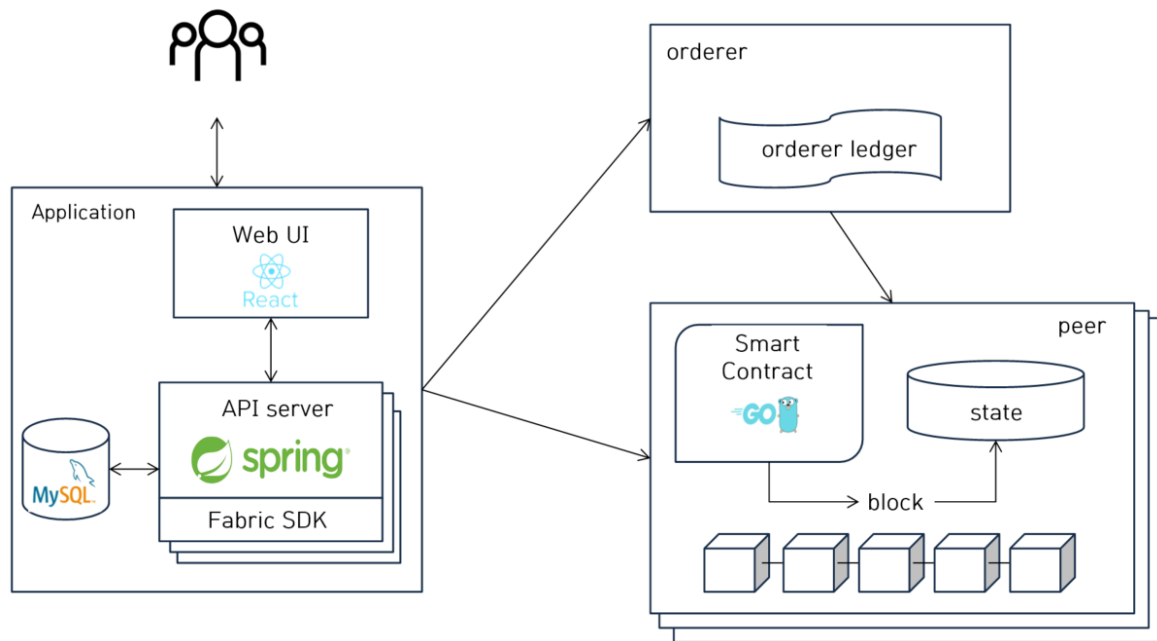 Application
Web UI
React
API server
spring
MySQL
Fabric SDK
orderer
orderer ledger
peer
Smart
Contract
GO
state
block